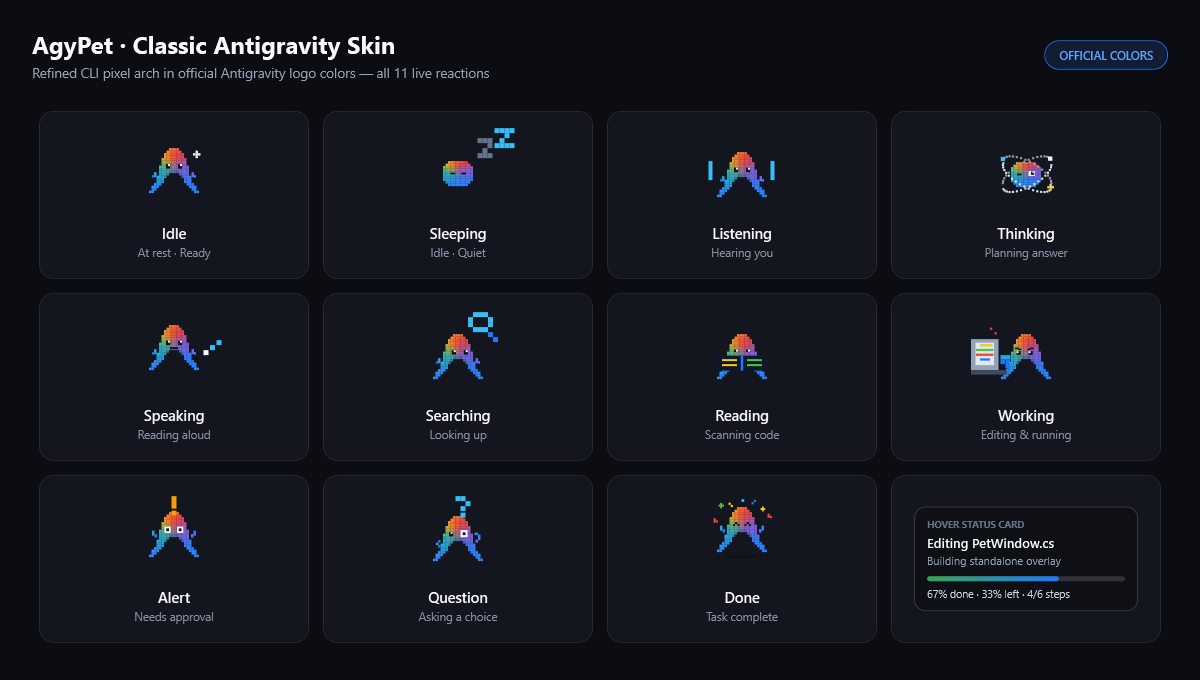 AgyPet · Classic Antigravity Skin
Refined CLI pixel arch in official Antigravity logo colors — all 11 live reactions
OFFICIAL COLORS
Idle
At rest · Ready
Sleeping
Idle · Quiet
Listening
Hearing you
Thinking
Planning answer
Speaking
Reading aloud
Searching
Looking up
Reading
Scanning code
Working
Editing & running
Alert
Needs approval
Question
Asking a choice
Done
Task complete
HOVER STATUS CARD
Editing PetWindow.cs
Building standalone overlay
67% done · 33% left · 4/6 steps